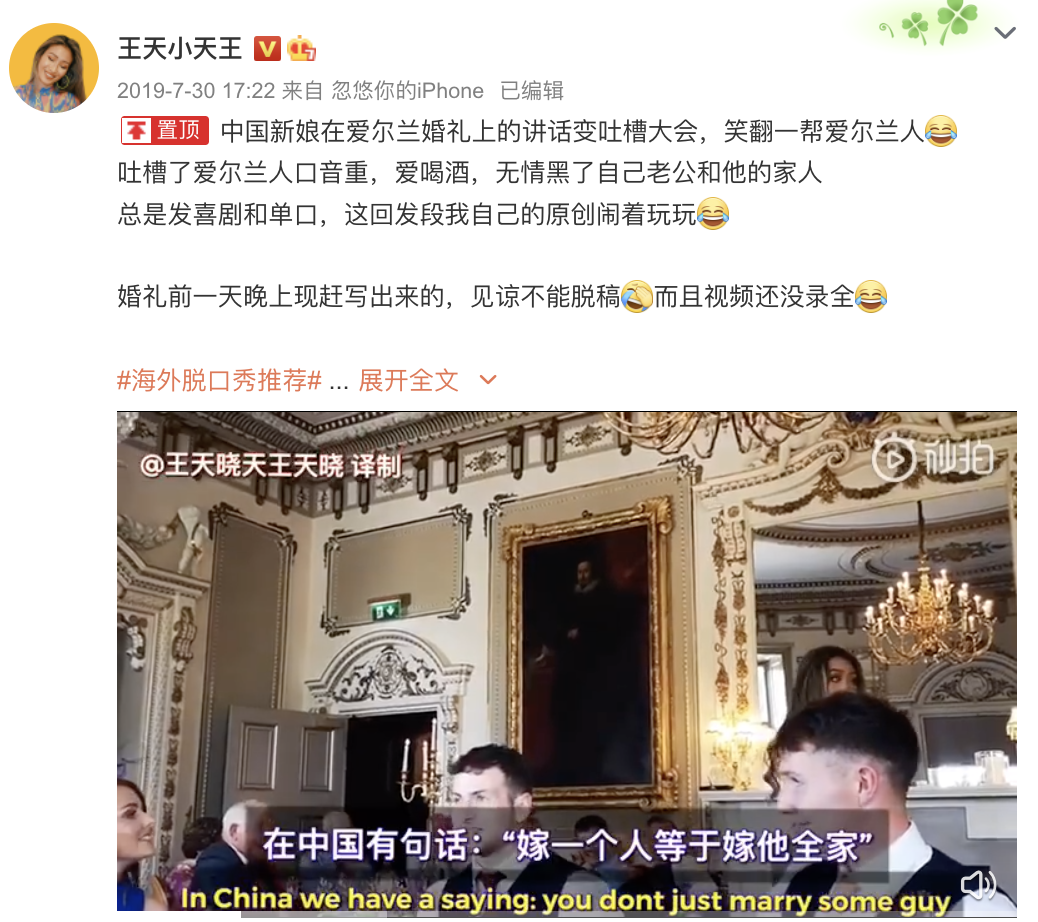 王天小天王
2019-7-30 17:22 来自 忽悠你的iPhone 已编辑
置顶 中国新娘在爱尔兰婚礼上的讲话变吐槽大会，笑翻一帮爱尔兰人😂
吐槽了爱尔兰人口音重，爱喝酒，无情黑了自己老公和他的家人
总是发喜剧和单口，这回发段我自己的原创闹着玩玩😂
婚礼前一天晚上现赶写出来的，见谅不能脱稿🤣而且视频还没录全😂
#海外脱口秀推荐# ... 展开全文
@王天晓天王天晓 译制
秒拍
在中国有句话：“嫁一个人等于嫁他全家”
In China we have a saying: you dont just marry some guy